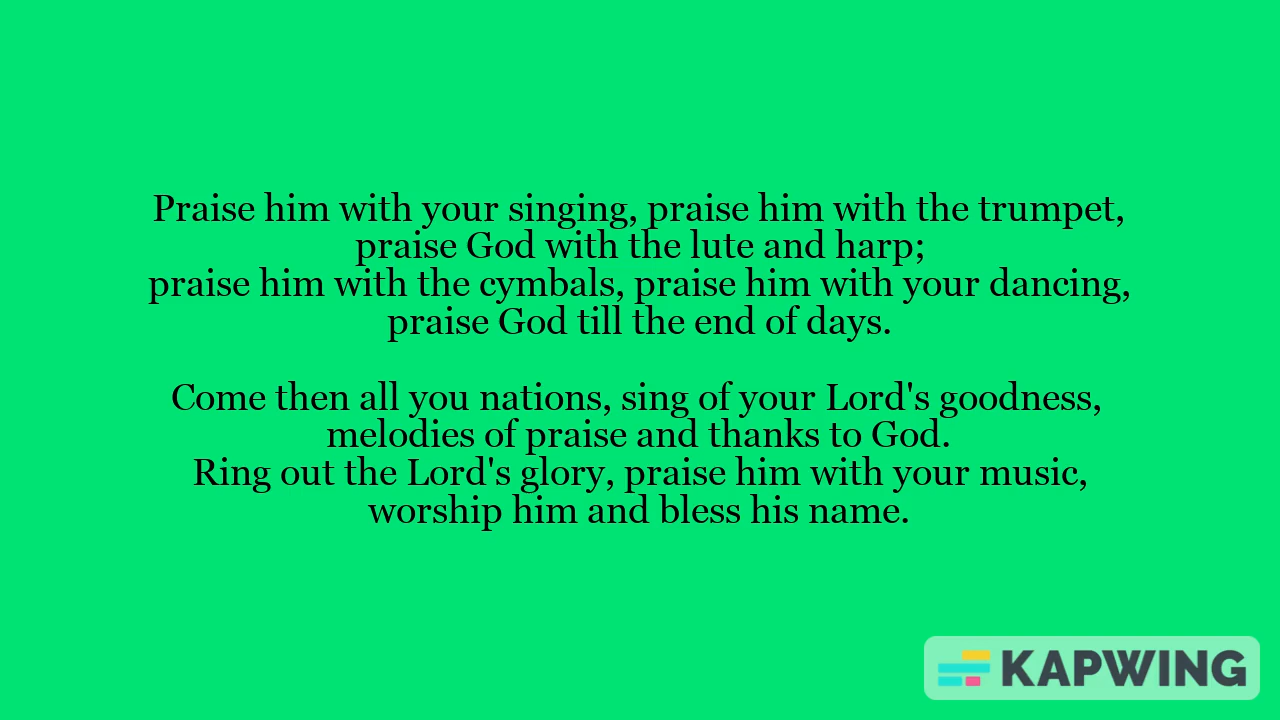 Praise him with your singing, praise him with the trumpet,
praise God with the lute and harp;
praise him with the cymbals, praise him with your dancing,
praise God till the end of days.
Come then all you nations, sing of your Lord's goodness,
melodies of praise and thanks to God.
Ring out the Lord's glory, praise him with your music,
worship him and bless his name.
KAPWING